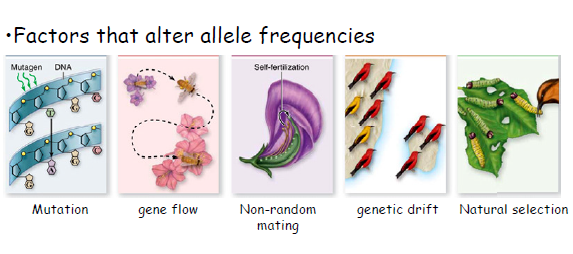 •Factors that alter allele frequencies
Mutagen DNA
Self-fertilization
T
A
Mutation
gene flow
Non-random
mating
genetic drift
Natural selection